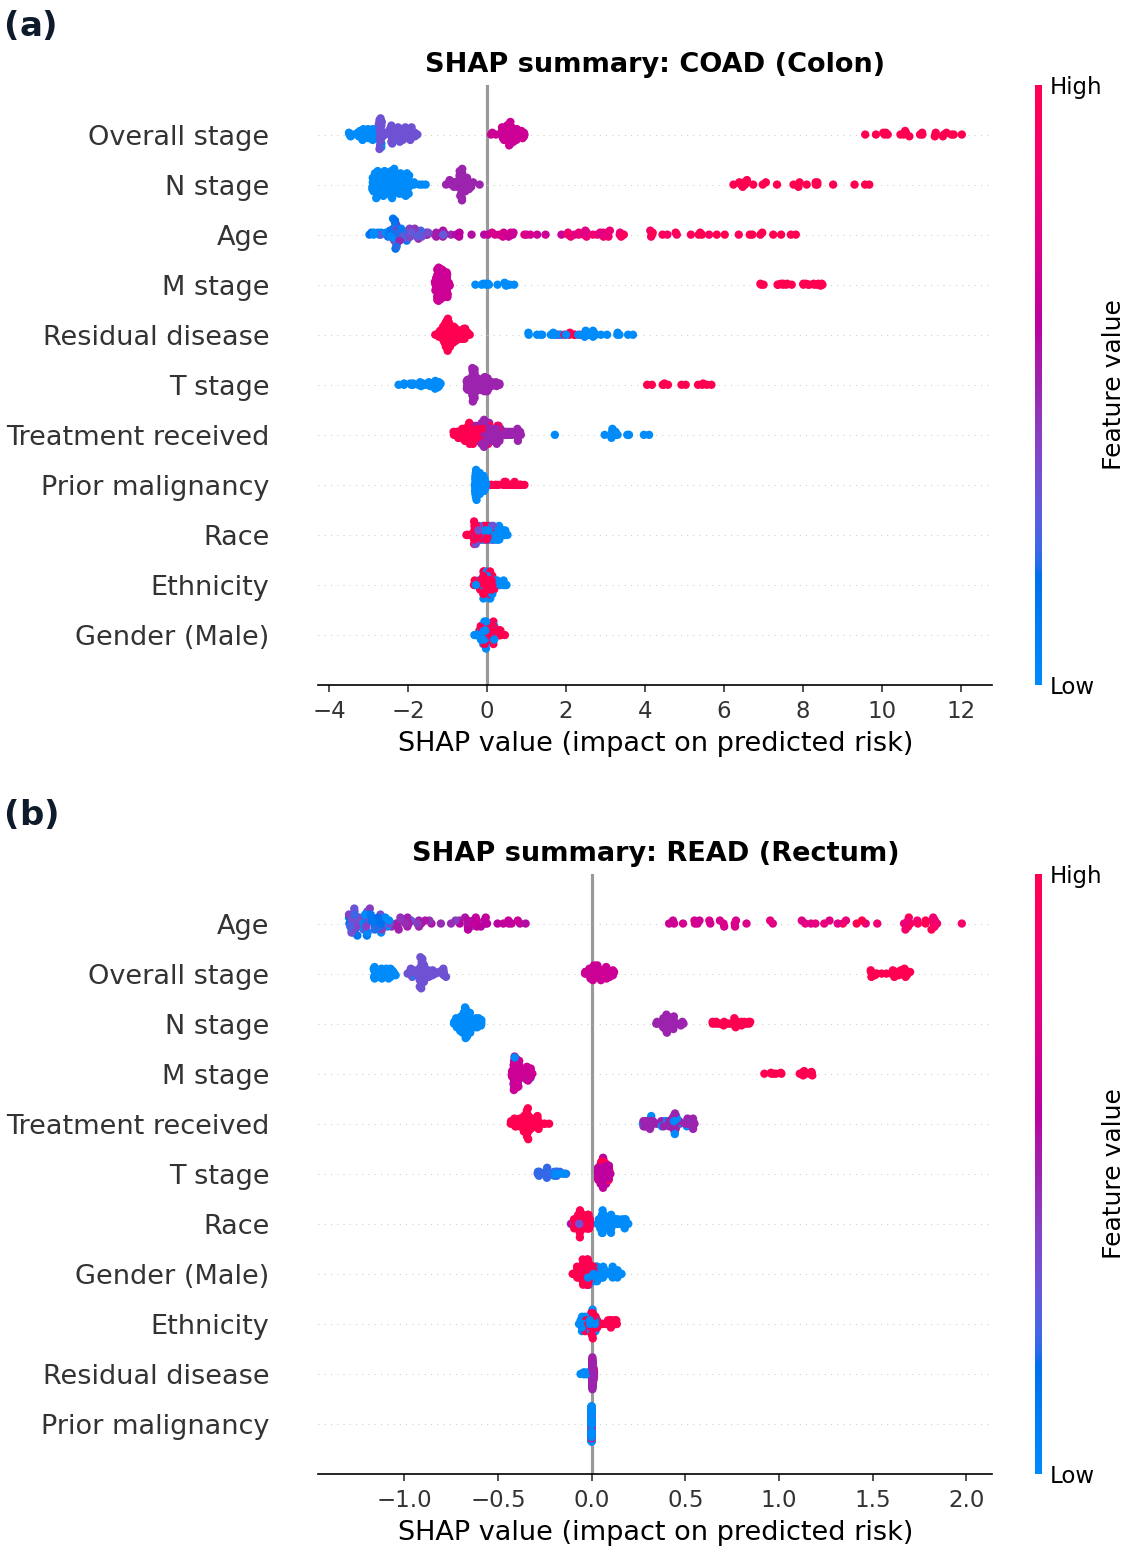 (a)
SHAP summary: COAD (Colon)
High
Overall stage
N stage
Age
M stage
Residual disease
T stage
Treatment received
Prior malignancy
Race
Ethnicity
Gender (Male)
Feature value
Low
−4 −2 0 2 4 6 8 10 12
SHAP value (impact on predicted risk)
(b)
SHAP summary: READ (Rectum)
High
Age
Overall stage
N stage
M stage
Treatment received
T stage
Race
Gender (Male)
Ethnicity
Residual disease
Prior malignancy
Feature value
Low
−1.0 −0.5 0.0 0.5 1.0 1.5 2.0
SHAP value (impact on predicted risk)